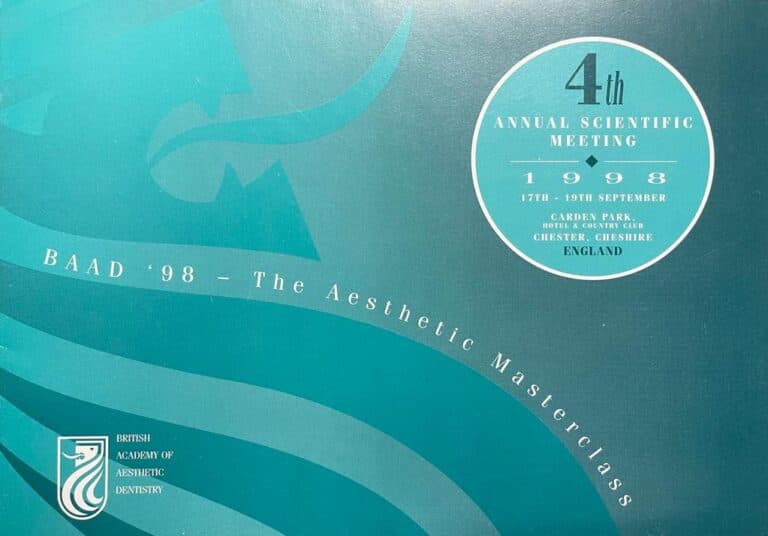 4th
ANNUAL SCIENTIFIC
MEETING
1998
17TH - 19TH SEPTEMBER
CARDEN PARK,
HOTEL & COUNTRY CLUB
CHESTER, CHESHIRE
ENGLAND
BAAD ‘98 – The Aesthetic Masterclass
BRITISH
ACADEMY OF
AESTHETIC
DENTISTRY